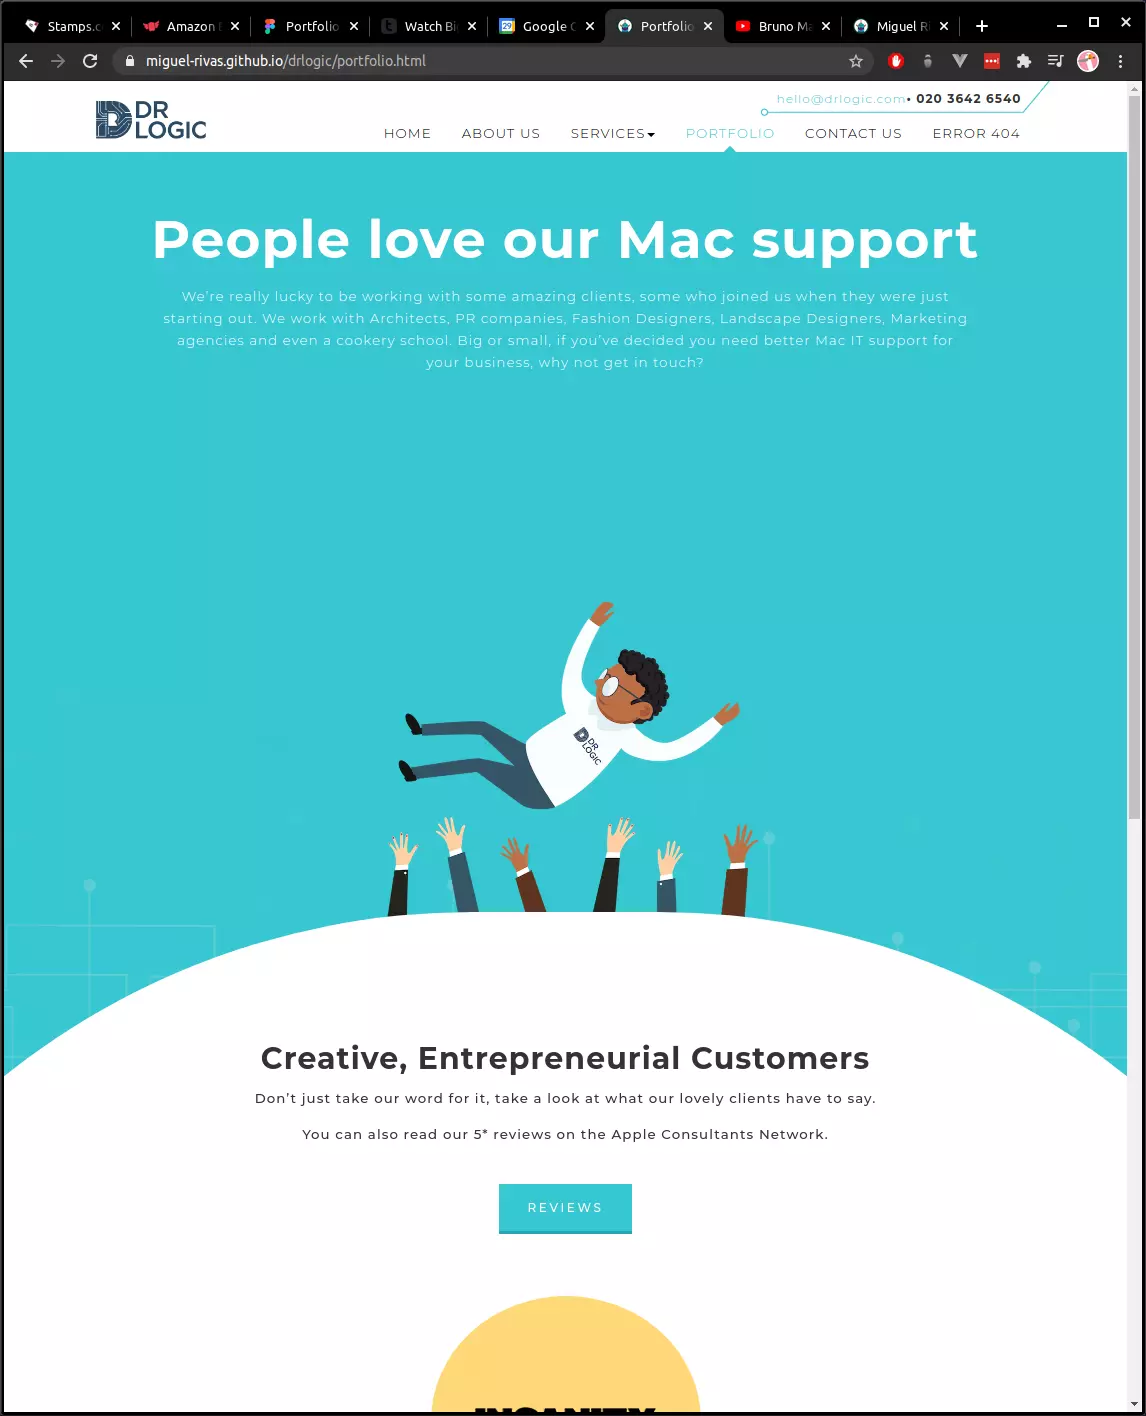 Stamps.c
Amazon
Portfolio
Watch Bi
Google C
Portfolio
Bruno Ma
Miguel Ri
miguel-rivas.github.io/drlogic/portfolio.html
DR
LOGIC
hello@drlogic.com• 020 3642 6540
HOME ABOUT US SERVICES PORTFOLIO CONTACT US ERROR 404
People love our Mac support
We’re really lucky to be working with some amazing clients, some who joined us when they were just
starting out. We work with Architects, PR companies, Fashion Designers, Landscape Designers, Marketing
agencies and even a cookery school. Big or small, if you’ve decided you need better Mac IT support for
your business, why not get in touch?
DR
LOGIC
Creative, Entrepreneurial Customers
Don’t just take our word for it, take a look at what our lovely clients have to say.
You can also read our 5* reviews on the Apple Consultants Network.
REVIEWS
INSANITY